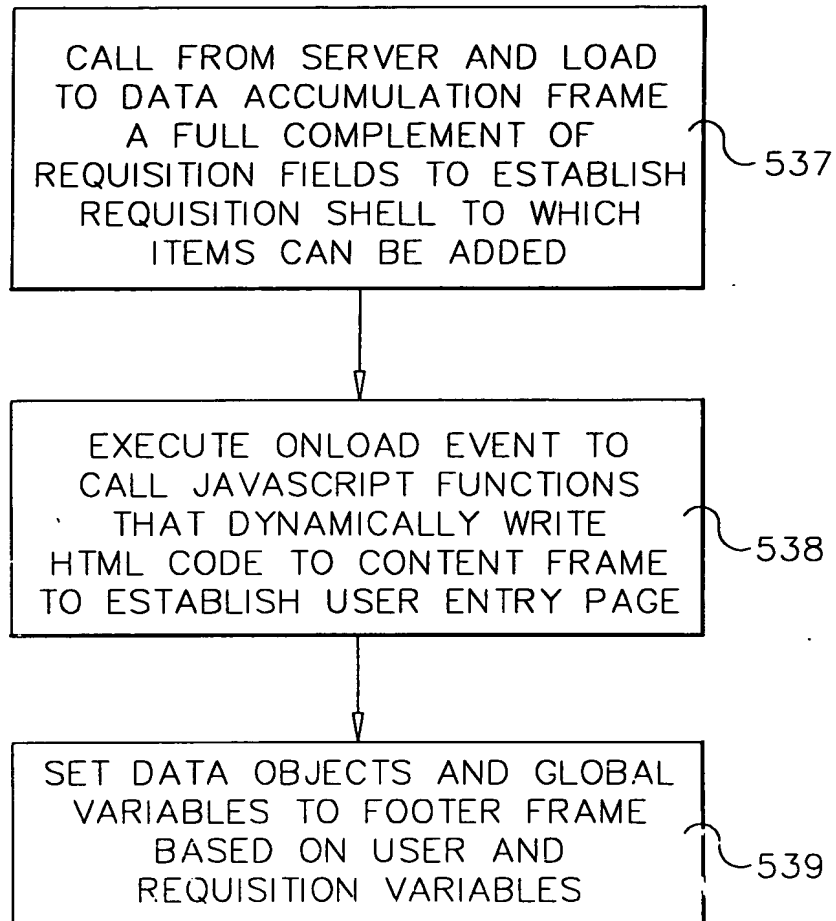 CALL FROM SERVER AND LOAD
TO DATA ACCUMULATION FRAME
A FULL COMPLEMENT OF
REQUISITION FIELDS TO ESTABLISH
REQUISITION SHELL TO WHICH
ITEMS CAN BE ADDED
537
EXECUTE ONLOAD EVENT TO
CALL JAVASCRIPT FUNCTIONS
THAT DYNAMICALLY WRITE
HTML CODE TO CONTENT FRAME
TO ESTABLISH USER ENTRY PAGE
538
SET DATA OBJECTS AND GLOBAL
VARIABLES TO FOOTER FRAME
BASED ON USER AND
REQUISITION VARIABLES
539